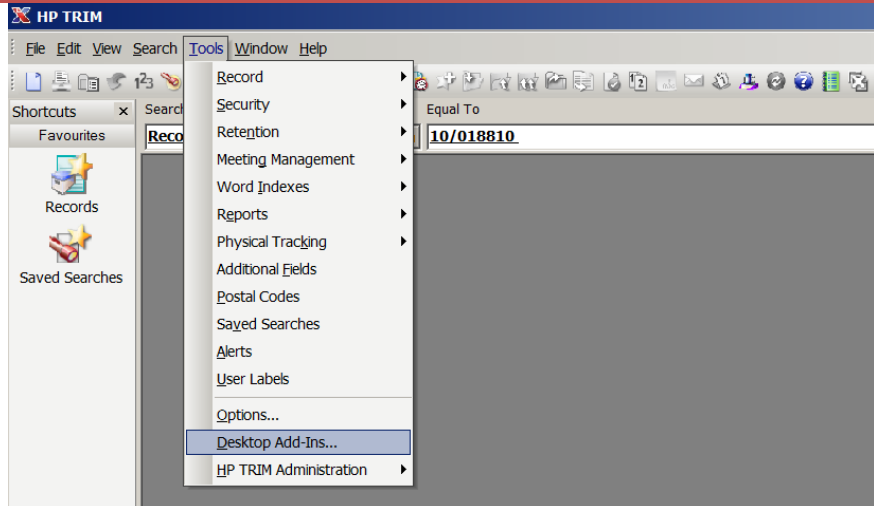 HP TRIM
File Edit View Search Tools Window Help
Shortcuts x
Favourites
Records
Saved Searches
Search
Equal To
Reco
10/018810
Record
Security
Retention
Meeting Management
Word Indexes
Reports
Physical Tracking
Additional Fields
Postal Codes
Saved Searches
Alerts
User Labels
Options...
Desktop Add-Ins...
HP TRIM Administration